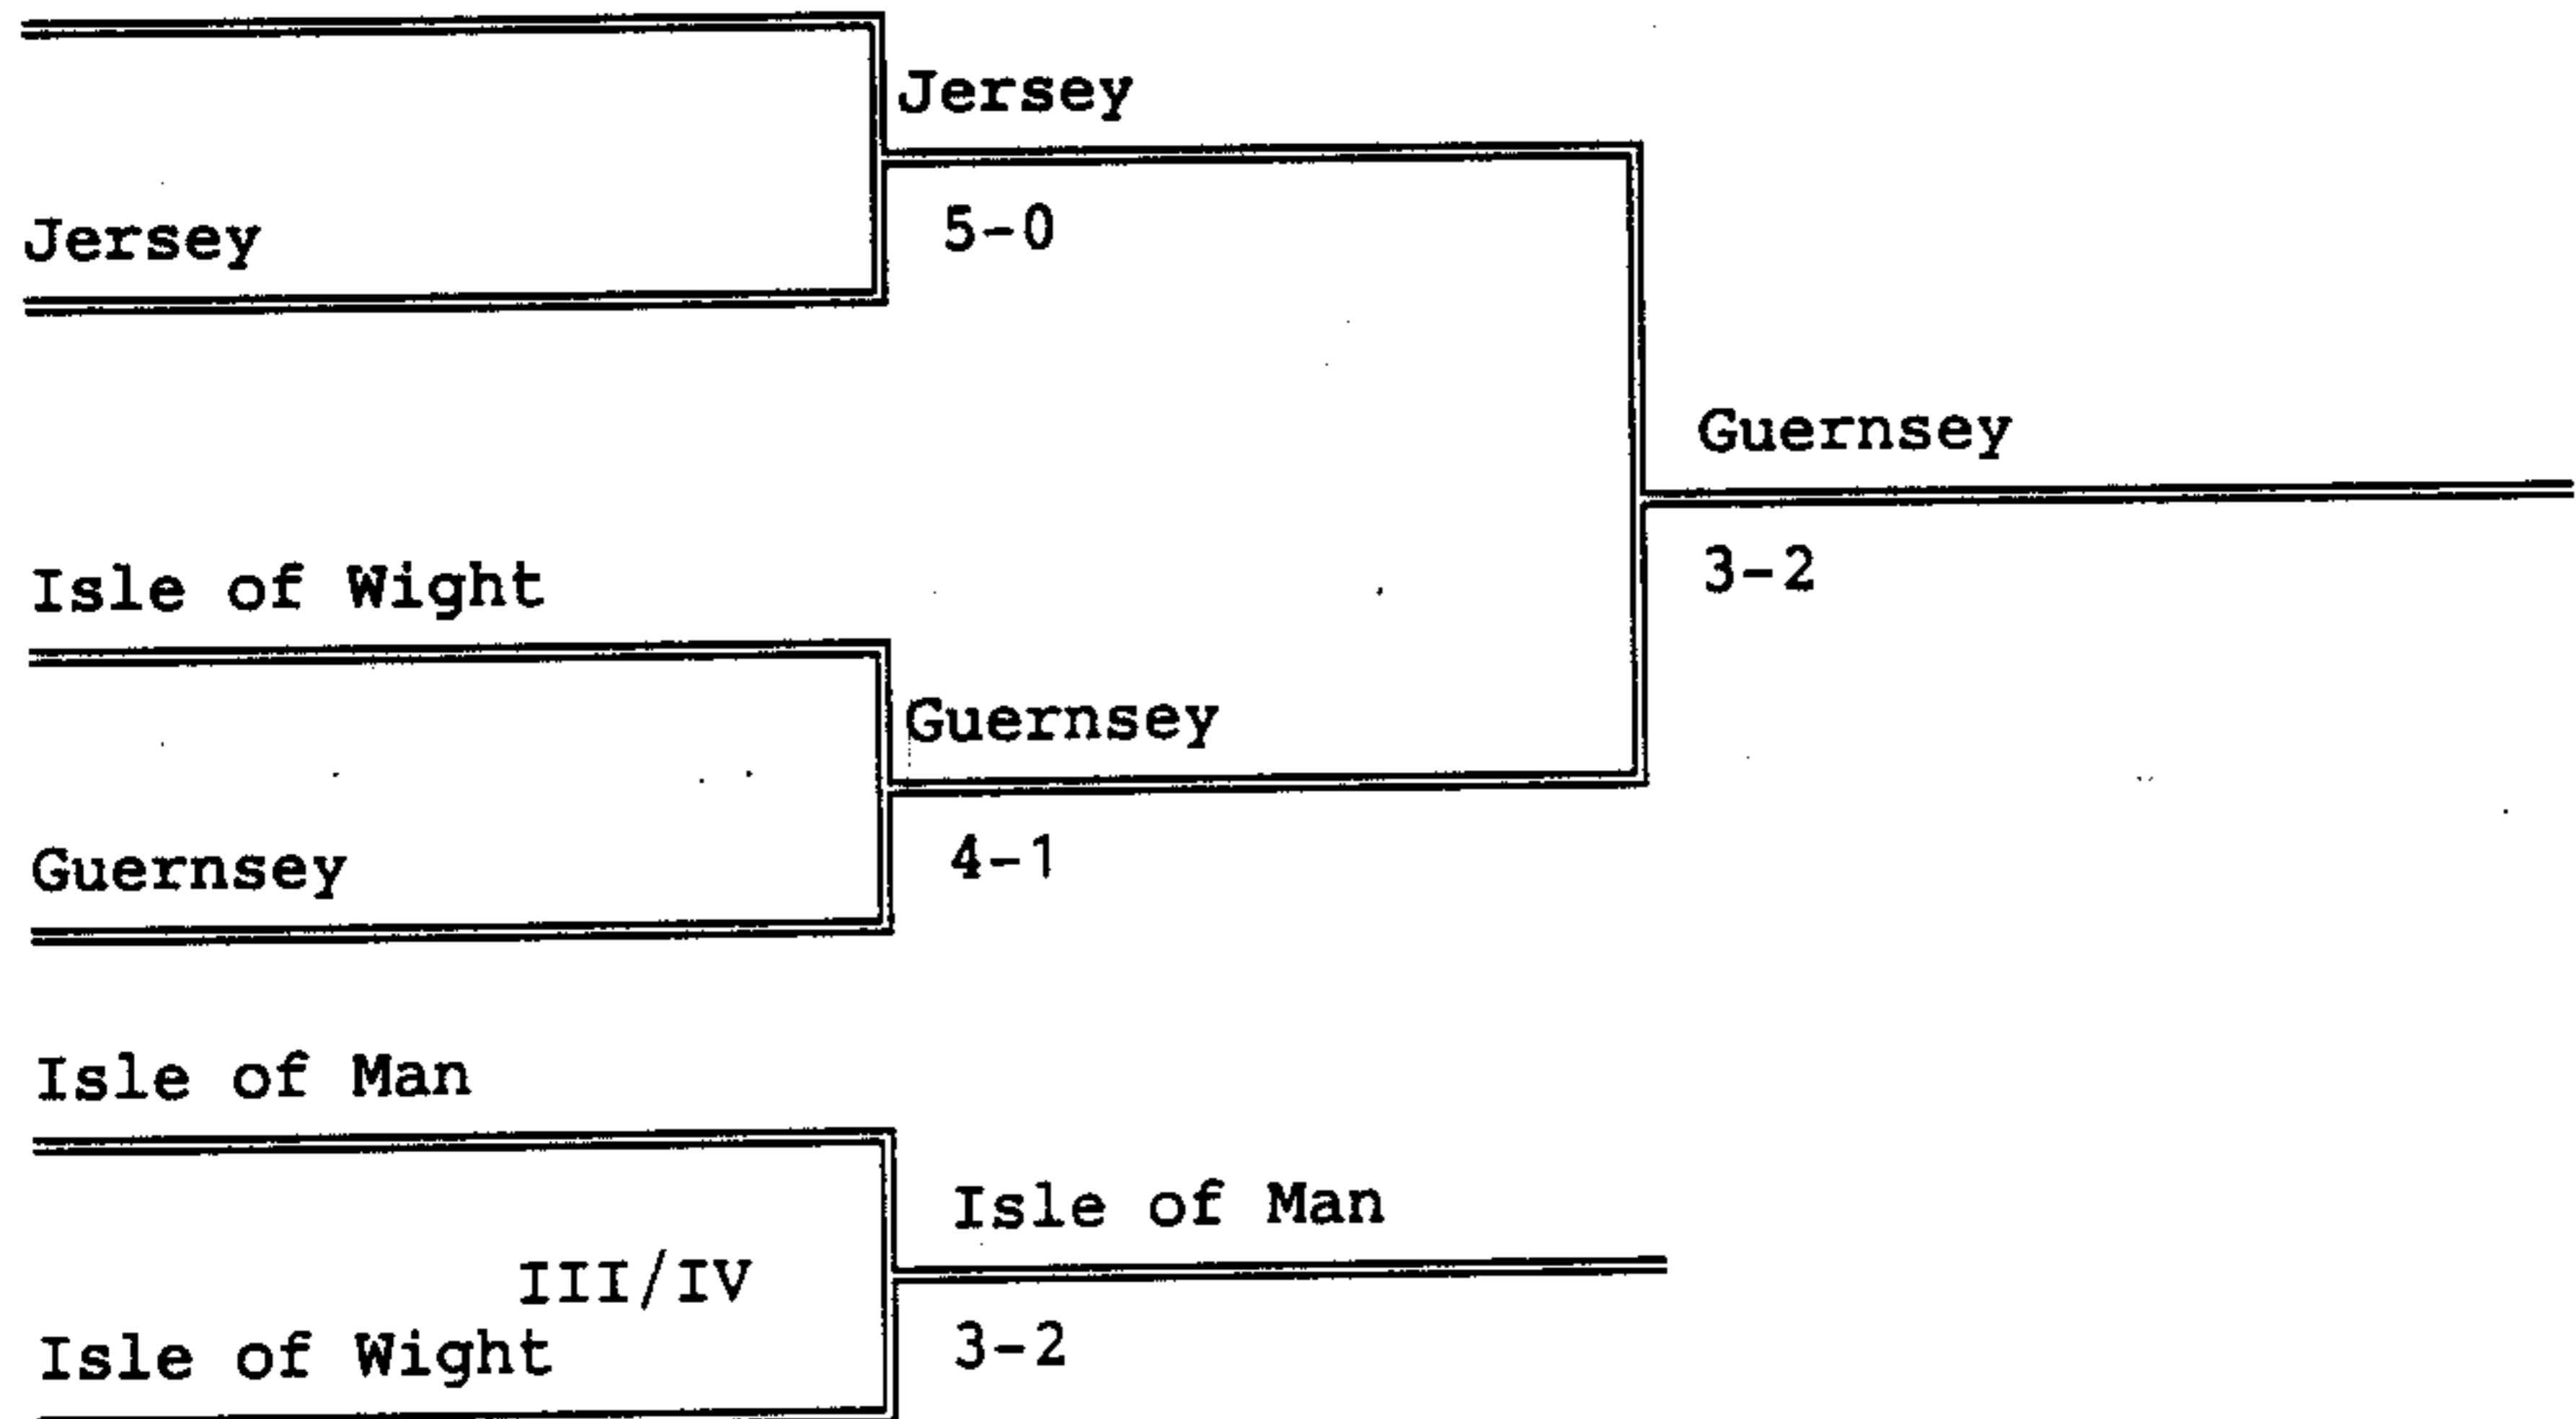 Jersey
5-0
Jersey
Guernsey
3-2
Isle of Wight
Guernsey
4-1
Guernsey
Isle of Man
Isle of Man
III/IV
3-2
Isle of Wight